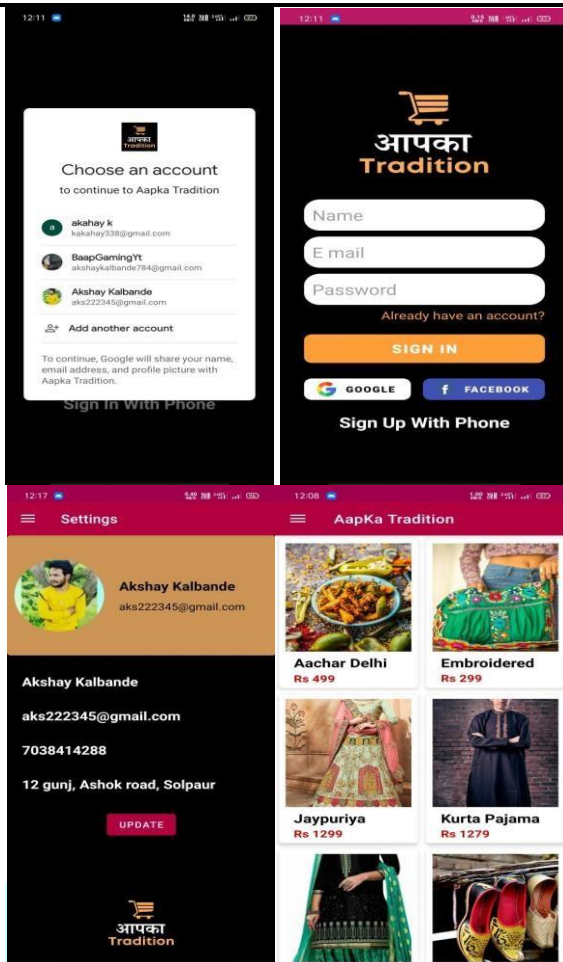 12:11
आपका
Tradition
Choose an account
to continue to Aapka Tradition
a
akahay k
kakahay338@gmail.com
BaapGamingYt
akshaykalbande784@gmail.com
Akshay Kalbande
aks222345@gmail.com
Add another account
To continue, Google will share your name,
email address, and profile picture with
Aapka Tradition.
Sign In With Phone
12:11
आपका
Tradition
Name
E mail
Password
Already have an account?
SIGN IN
G GOOGLE
f FACEBOOK
Sign Up With Phone
12:17
Settings
Akshay Kalbande
aks222345@gmail.com
Akshay Kalbande
aks222345@gmail.com
7038414288
12 gunj, Ashok road, Solpaur
UPDATE
आपका
Tradition
12:08
AapKa Tradition
Aachar Delhi
Rs 499
Embroidered
Rs 299
Jaypuriya
Rs 1299
Kurta Pajama
Rs 1279